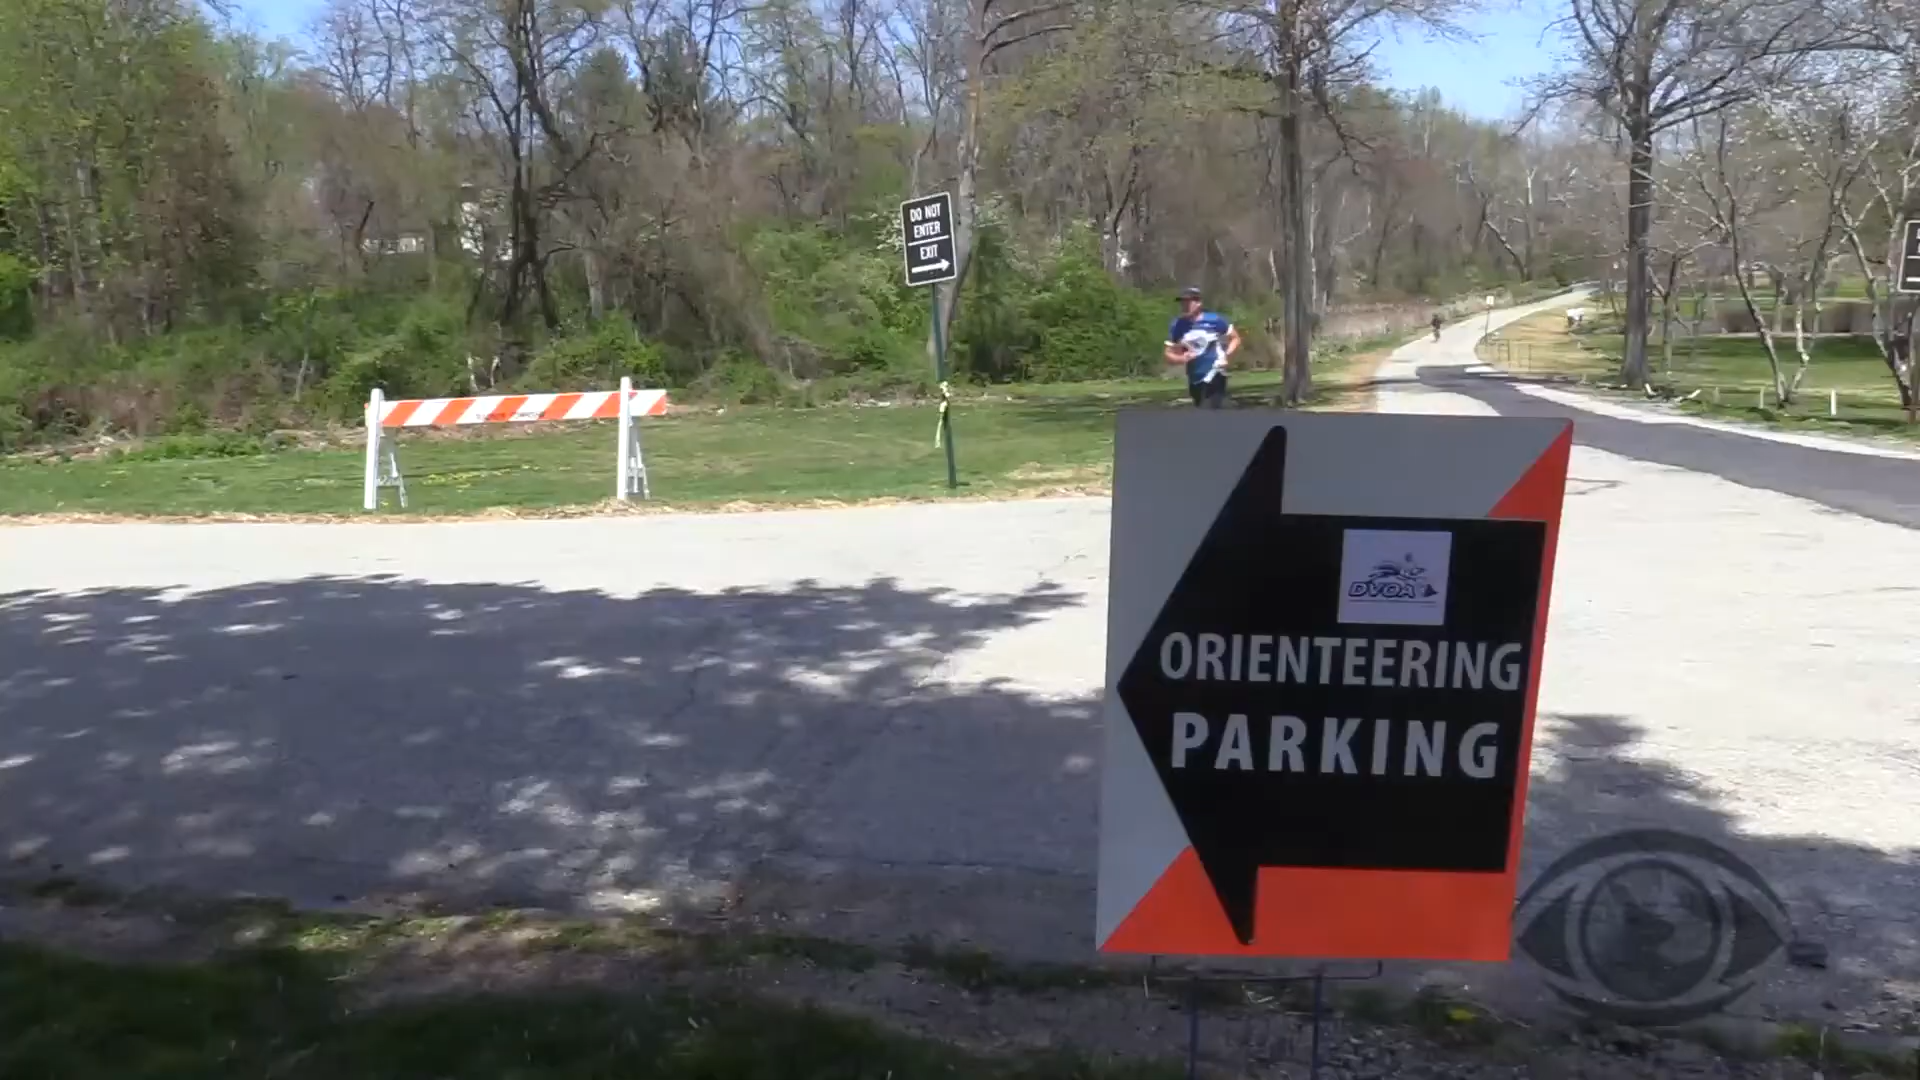 DO NOT
ENTER
EXIT
DVOA
ORIENTEERING
PARKING